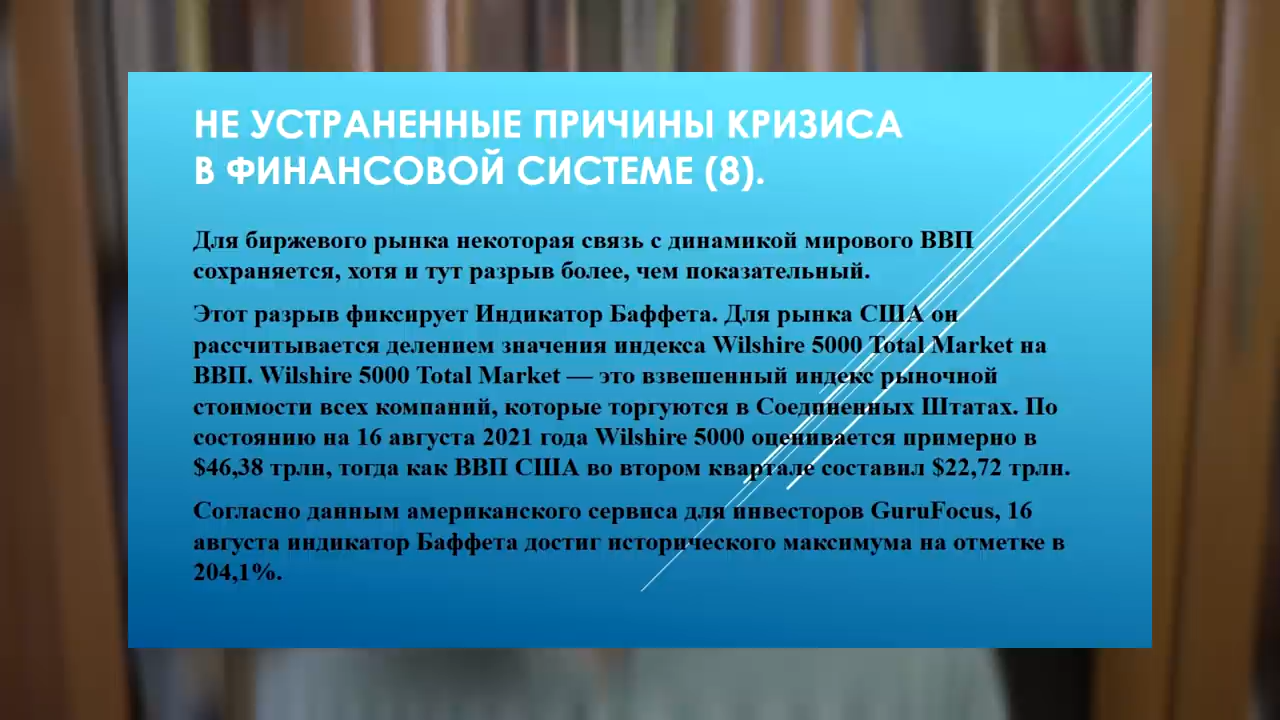 НЕ УСТРАНЕННЫЕ ПРИЧИНЫ КРИЗИСА
В ФИНАНСОВОЙ СИСТЕМЕ (8).
Для биржевого рынка некоторая связь с динамикой мирового ВВП
сохраняется, хотя и тут разрыв более, чем показательный.
Этот разрыв фиксирует Индикатор Баффета. Для рынка США он
рассчитывается делением значения индекса Wilshire 5000 Total Market на
ВВП. Wilshire 5000 Total Market — это взвешенный индекс рыночной
стоимости всех компаний, которые торгуются в Соединенных Штатах. По
состоянию на 16 августа 2021 года Wilshire 5000 оценивается примерно в
$46,38 трлн, тогда как ВВП США во втором квартале составил $22,72 трлн.
Согласно данным американского сервиса для инвесторов GuruFocus, 16
августа индикатор Баффета достиг исторического максимума на отметке в
204,1%.